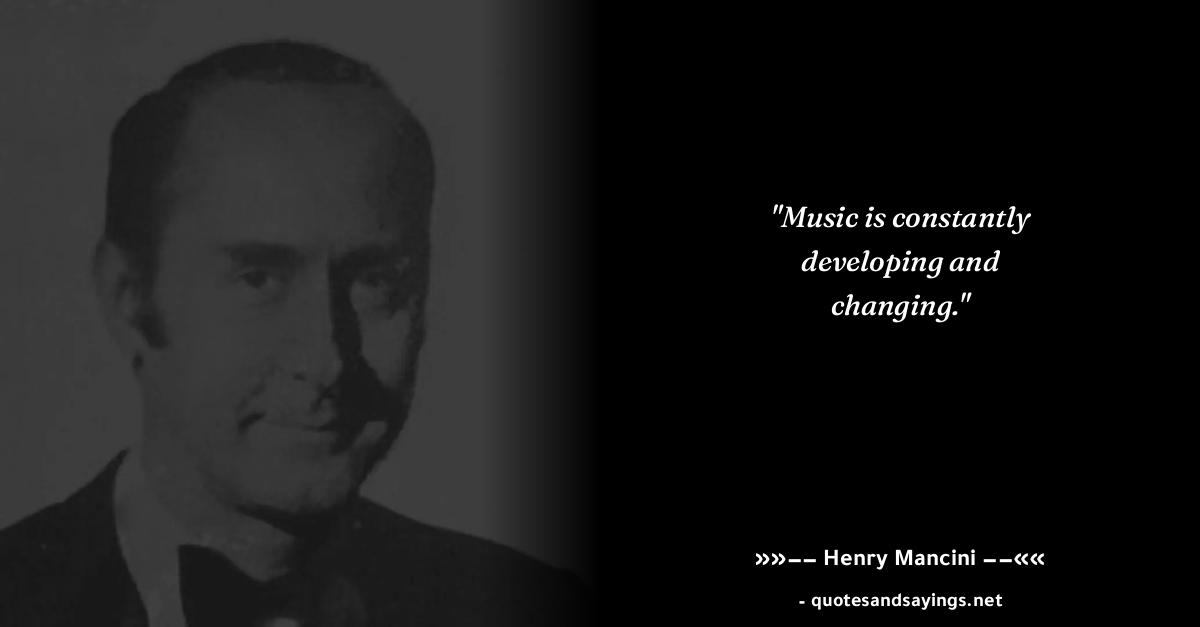 "Music is constantly
developing and
changing."
»»–– Henry Mancini ––««
- quotesandsayings.net